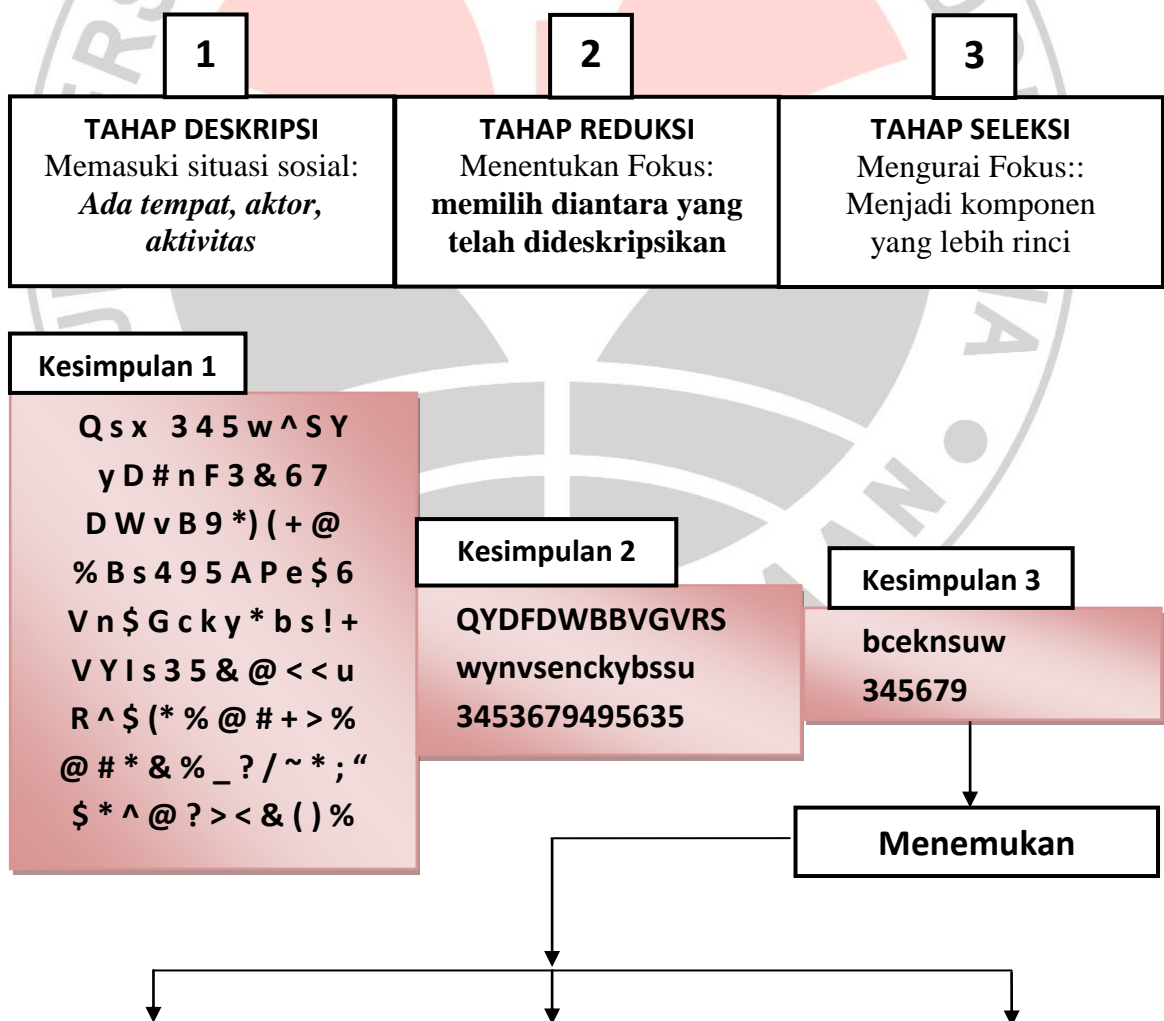 1
TAHAP DESKRIPSI
Memasuki situasi sosial:
Ada tempat, aktor,
aktivitas
2
TAHAP REDUKSI
Menentukan Fokus:
memilih diantara yang
telah dideskripsikan
3
TAHAP SELEKSI
Mengurai Fokus::
Menjadi komponen
yang lebih rinci
Kesimpulan 1
Q s x 3 4 5 w ^ S Y
y D # n F 3 & 6 7
D W v B 9 *) ( + @
% B s 4 9 5 A P e $ 6
V n $ G c k y * b s ! +
V Y I s 3 5 & @ < < u
R ^ $ (* % @ # + > %
@ # * & % _ ? / ~ * ; “
$ * ^ @ ? > < & ( ) %
Kesimpulan 2
QYDFDWBBVGVRS
wynvsenckybssu
3453679495635
Kesimpulan 3
bceknsuw
345679
Menemukan